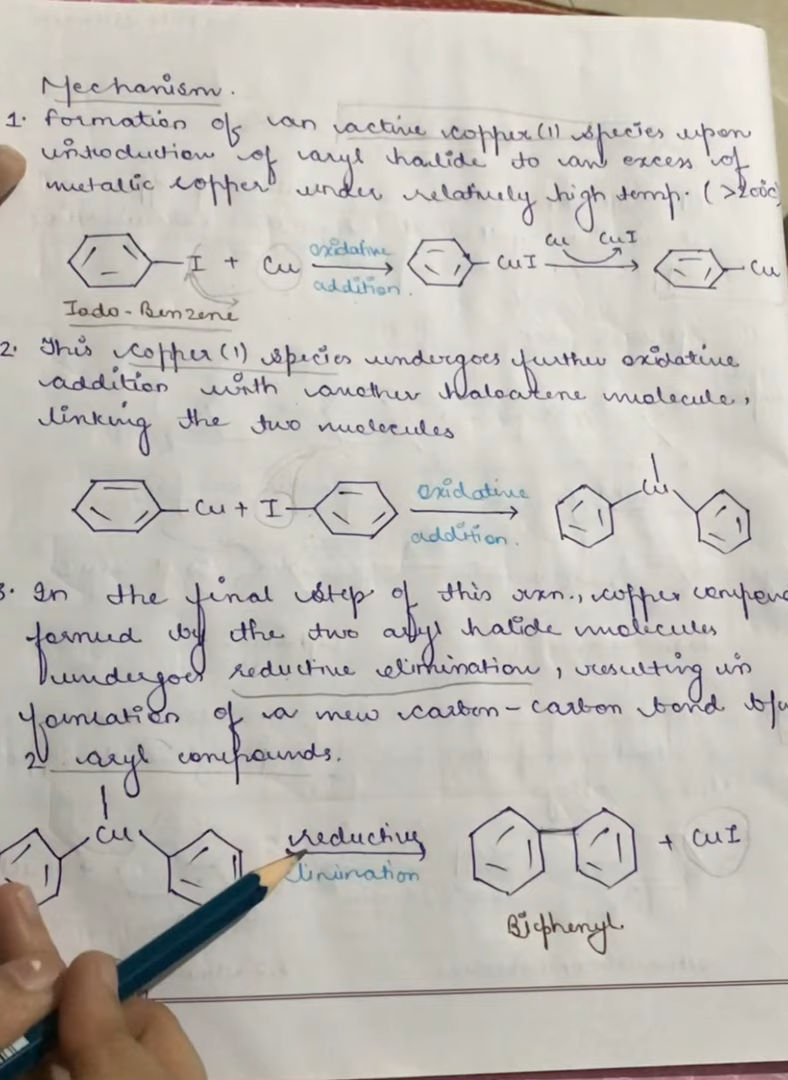 Mechanism.
1. Formation of an active copper(I) species upon
introduction of aryl halide to an excess of
metallic copper under relatively high temp. (>200°C)
I + Cu oxidative addition. CuI Cu CuI Cu
Iodo-Benzene
2. This copper(I) species undergoes further oxidative
addition with another haloarene molecule,
linking the two molecules
Cu + I oxidative addition. Cu
3. In the final step of this rxn., copper
formed by the two aryl halide molecules
undergoes reductive elimination, resulting in
formation of a new carbon-carbon bond b/w
2 aryl compounds.
Cu reductive limination + CuI
Biphenyl.